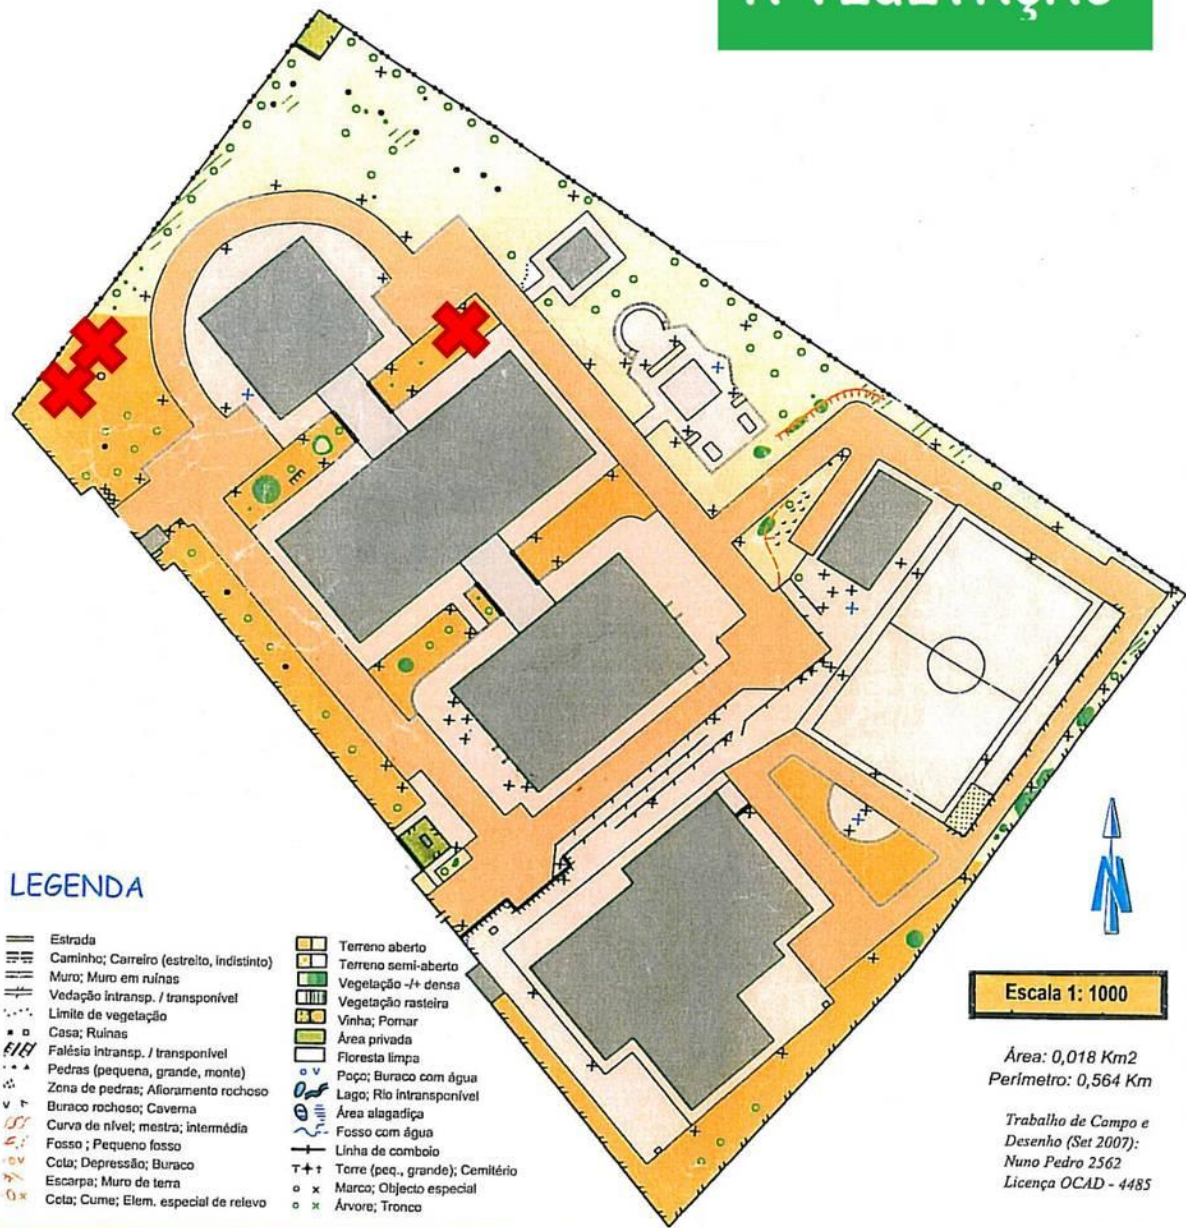 A VEGETAÇÃO
LEGENDA
Estrada
Caminho; Carreiro (estreito, indistinto)
Muro; Muro em ruínas
Vedação intransp. / transponível
Limite de vegetação
Casa; Ruinas
Falésia intransp. / transponível
Pedras (pequena, grande, monte)
Zona de pedras; Afloramento rochoso
Buraco rochoso; Caverna
Curva de nível; mestra; intermédia
Fosso ; Pequeno fosso
Cota; Depressão; Buraco
Escarpa; Muro de terra
Cota; Cume; Elem. especial de relevo
Terreno aberto
Terreno semi-aberto
Vegetação -/+ densa
Vegetação rasteira
Vinha; Pomar
Área privada
Floresta limpa
Poço; Buraco com água
Lago; Rio intransponível
Área alagadiça
Fosso com água
Linha de comboio
Torre (peq., grande); Cemitério
Marco; Objecto especial
Árvore; Tronco
N
Escala 1: 1000
Área: 0,018 Km2
Perímetro: 0,564 Km
Trabalho de Campo e
Desenho (Set 2007):
Nuno Pedro 2562
Licença OCAD - 4485